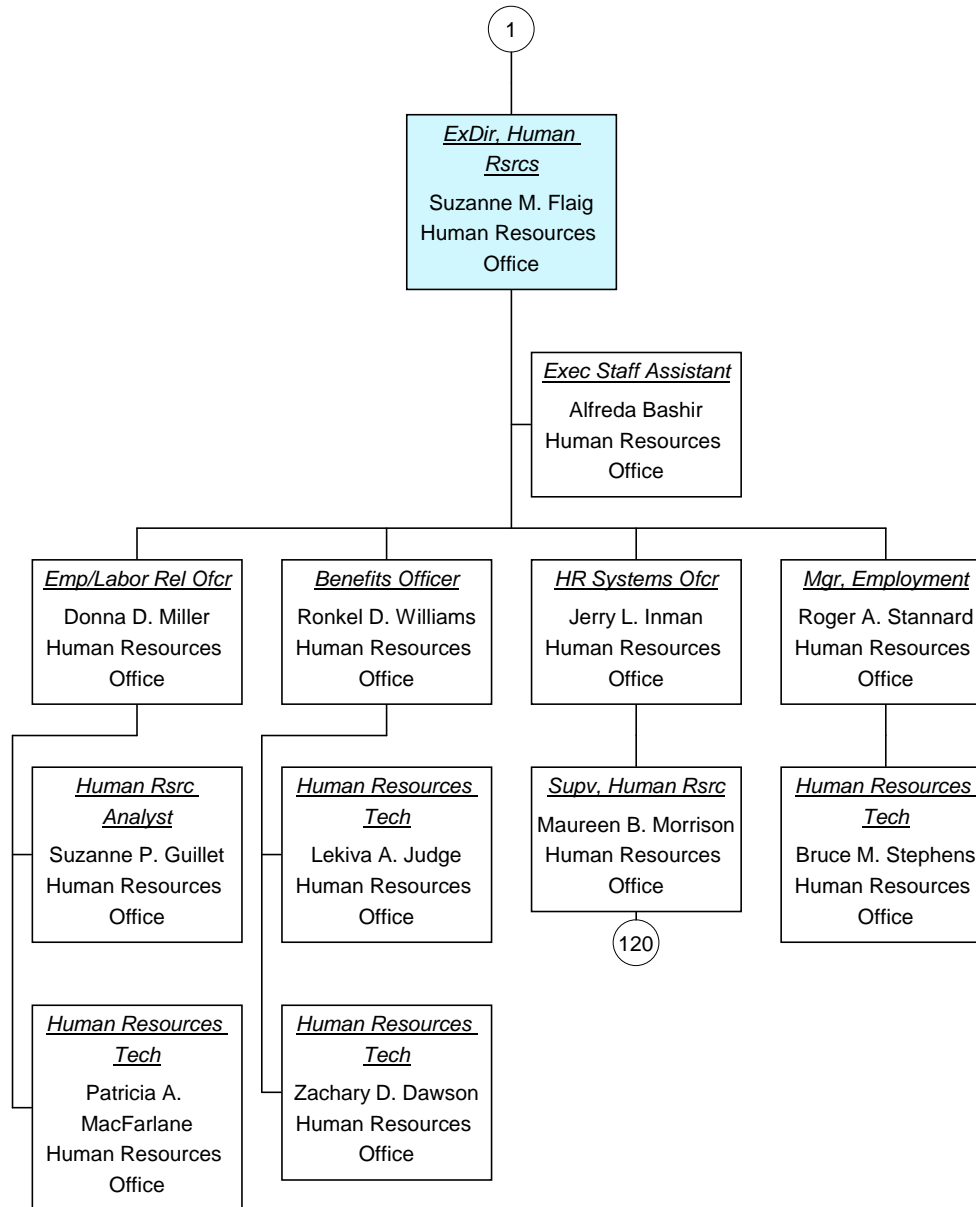 1
ExDir, Human
Rsrcs
Suzanne M. Flaig
Human Resources
Office
Exec Staff Assistant
Alfreda Bashir
Human Resources
Office
Emp/Labor Rel Ofcr
Donna D. Miller
Human Resources
Office
Benefits Officer
Ronkel D. Williams
Human Resources
Office
HR Systems Ofcr
Jerry L. Inman
Human Resources
Office
Mgr, Employment
Roger A. Stannard
Human Resources
Office
Human Rsrc
Analyst
Suzanne P. Guillet
Human Resources
Office
Human Resources
Tech
Lekiva A. Judge
Human Resources
Office
Supv, Human Rsrc
Maureen B. Morrison
Human Resources
Office
120
Human Resources
Tech
Bruce M. Stephens
Human Resources
Office
Human Resources
Tech
Patricia A.
MacFarlane
Human Resources
Office
Human Resources
Tech
Zachary D. Dawson
Human Resources
Office